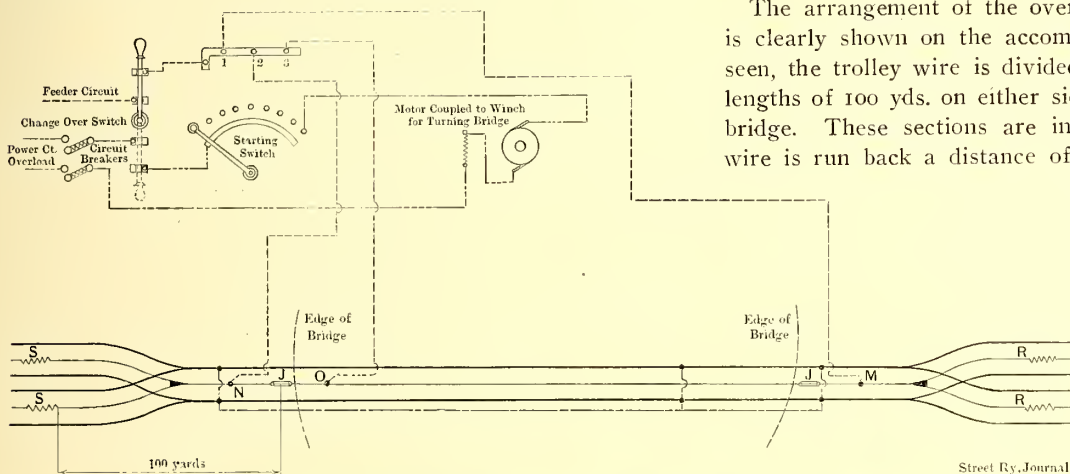 The arrangement of the over
is clearly shown on the accom
seen, the trolley wire is divided
lengths of 100 yds. on either si
bridge. These sections are in
wire is run back a distance of
1 2 3
Feeder Circuit
Change Over Switch
Power Ct.
Overload
Circuit
Breakers
Starting
Switch
Motor Coupled to Winch
for Turning Bridge
Edge of
Bridge
Edge of
Bridge
S
R
J
O
J
M
N
S
R
100 yards
Street Ry. Journal